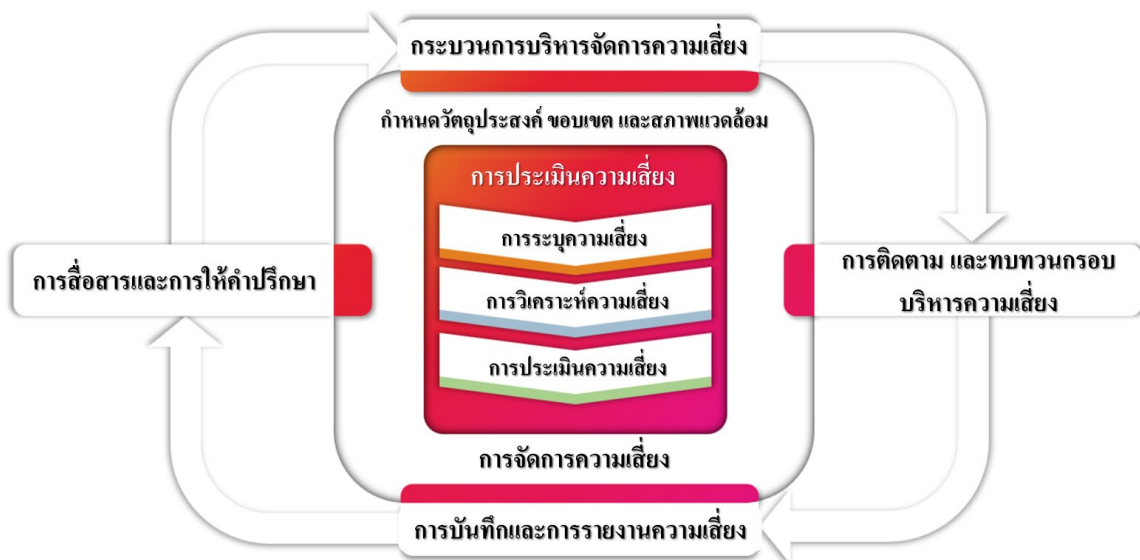 กระบวนการบริหารจัดการความเสี่ยง
กำหนดวัตถุประสงค์ ขอบเขต และสภาพแวดล้อม
การประเมินความเสี่ยง
การระบุความเสี่ยง
การวิเคราะห์ความเสี่ยง
การประเมินความเสี่ยง
การจัดการความเสี่ยง
การสื่อสารและการให้คำปรึกษา
การติดตาม และทบทวนกรอบ
บริหารความเสี่ยง
การบันทึกและการรายงานความเสี่ยง